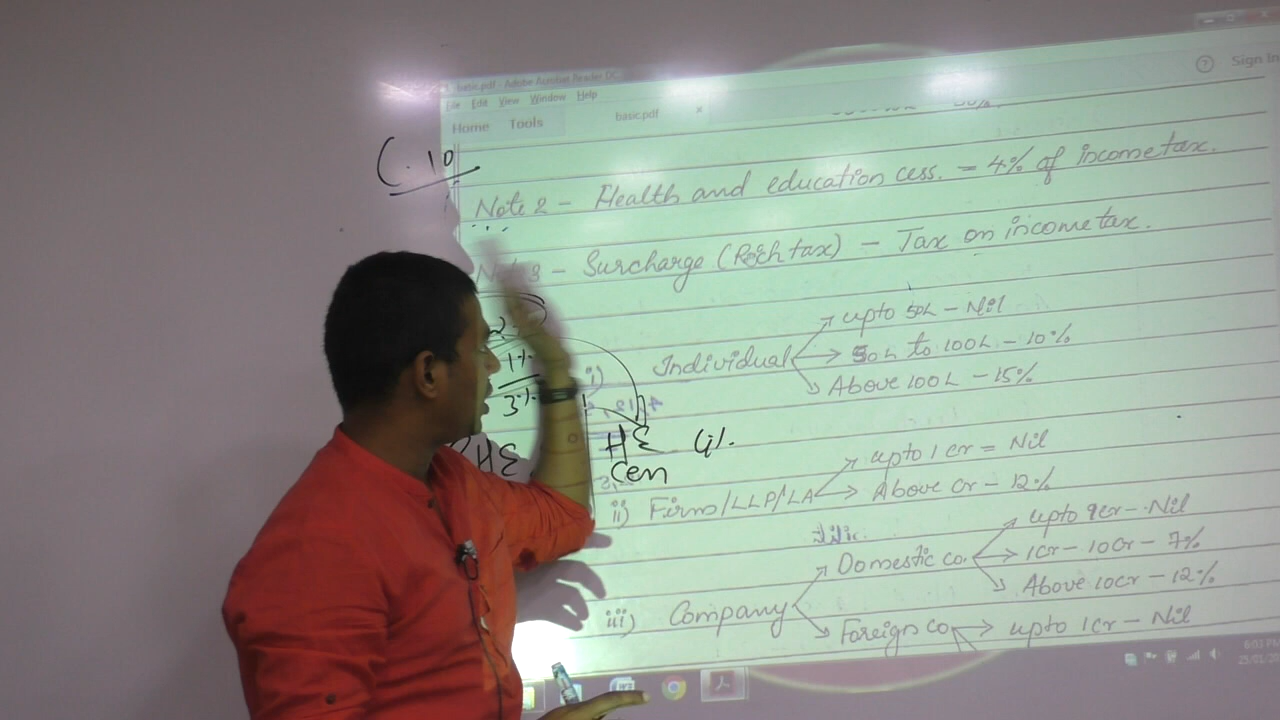 basic.pdf - Adobe Acrobat Reader DC
File Edit View Window Help
Home Tools basic.pdf × ? Sign In
C. 10
Note 2 - Health and education cess. = 4% of income tax.
3 - Surcharge (Rich tax) - Tax on income tax.
i) Individual → upto 50L - Nil
→ 50L to 100L - 10%
→ Above 100L - 15%
1%
3%
HE
HE 4%
Cen
ii) Firms/LLP/LA → upto 1 cr = Nil
→ Above cr - 12%
iii) Company → Domestic co. → upto 1cr - Nil
→ 1Cr - 10Cr - 7%
→ Above 10cr - 12%
→ Foreign co → upto 1cr - Nil